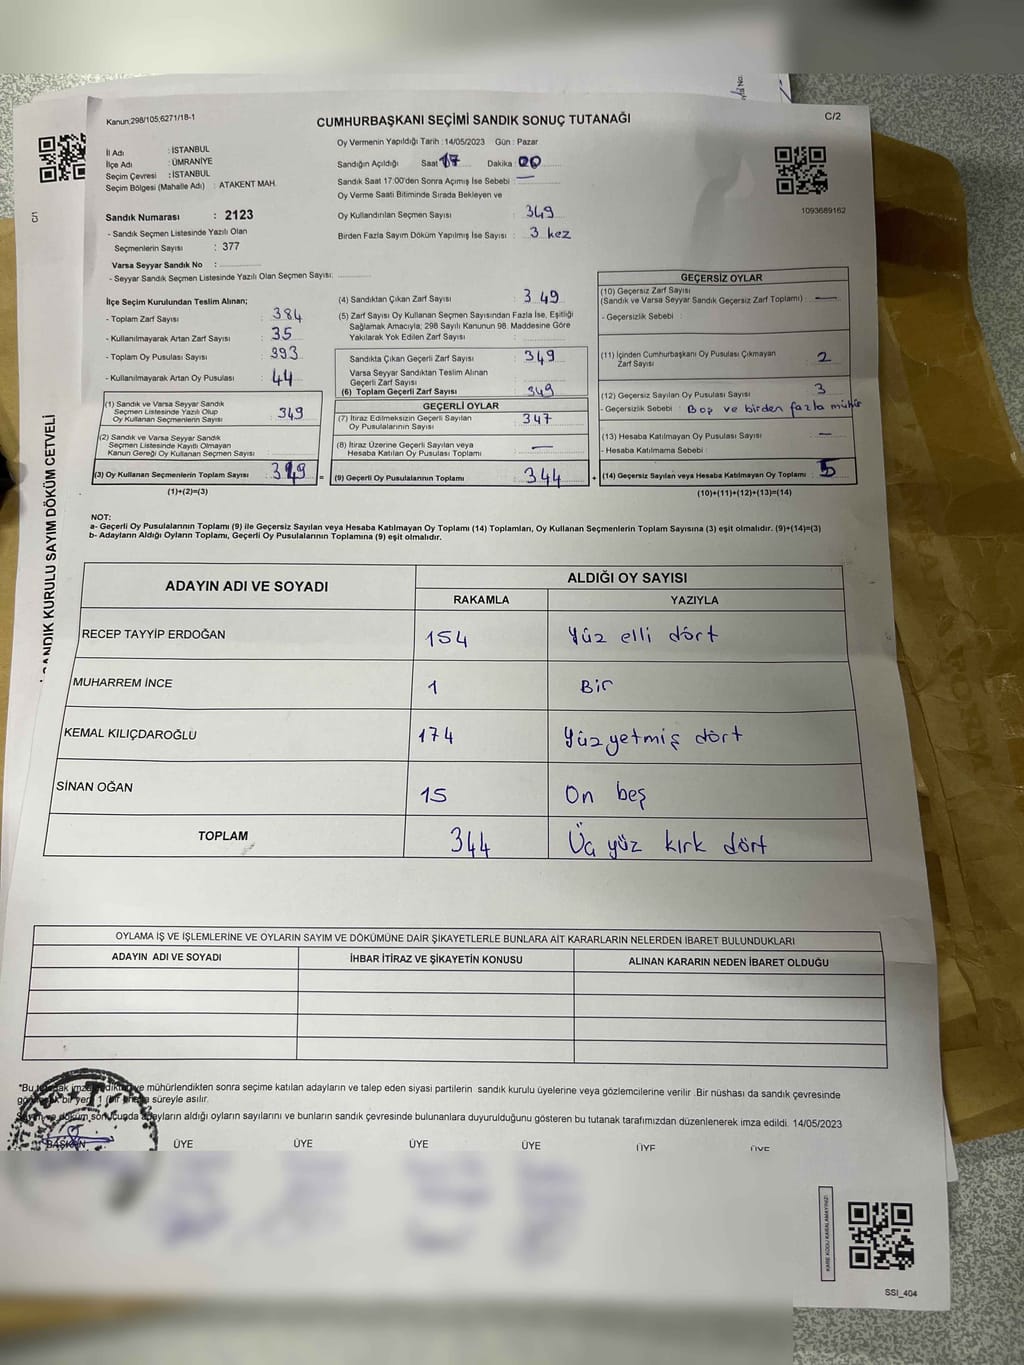 Kanun:298/105,6271/18-1
CUMHURBAŞKANI SEÇİMİ SANDIK SONUÇ TUTANAĞI
C/2
Oy Vermenin Yapıldığı Tarih : 14/05/2023 Gün : Pazar
İl Adı : İSTANBUL
İlçe Adı : ÜMRANİYE
Seçim Çevresi : İSTANBUL
Seçim Bölgesi (Mahalle Adı) : ATAKENT MAH.
Sandığın Açıldığı Saat 17 Dakika : 00
Sandık Saat 17:00'den Sonra Açımış İse Sebebi : —
Oy Verme Saati Bitiminde Sırada Bekleyen ve
Oy Kullandırılan Seçmen Sayısı : 349
Birden Fazla Sayım Döküm Yapılmış İse Sayısı : 3 kez
1093689162
Sandık Numarası : 2123
- Sandık Seçmen Listesinde Yazılı Olan
Seçmenlerin Sayısı : 377
Varsa Seyyar Sandık No :
- Seyyar Sandık Seçmen Listesinde Yazılı Olan Seçmen Sayısı:
İlçe Seçim Kurulundan Teslim Alınan;
- Toplam Zarf Sayısı : 384
- Kullanılmayarak Artan Zarf Sayısı : 35
- Toplam Oy Pusulası Sayısı : 393
- Kullanılmayarak Artan Oy Pusulası : 44
(1) Sandık ve Varsa Seyyar Sandık
Seçmen Listesinde Yazılı Olup
Oy Kullanan Seçmenlerin Sayısı : 349
(2) Sandık ve Varsa Seyyar Sandık
Seçmen Listesinde Kayıtlı Olmayan
Kanun Gereği Oy Kullanan Seçmen Sayısı :
(3) Oy Kullanan Seçmenlerin Toplam Sayısı : 349
(1)+(2)=(3)
(4) Sandıktan Çıkan Zarf Sayısı : 349
(5) Zarf Sayısı Oy Kullanan Seçmen Sayısından Fazla İse, Eşitliği
Sağlamak Amacıyla; 298 Sayılı Kanunun 98. Maddesine Göre
Yakılarak Yok Edilen Zarf Sayısı :
Sandıkta Çıkan Geçerli Zarf Sayısı : 349
Varsa Seyyar Sandıktan Teslim Alınan
Geçerli Zarf Sayısı :
(6) Toplam Geçerli Zarf Sayısı : 349
GEÇERLİ OYLAR
(7) İtiraz Edilmeksizin Geçerli Sayılan
Oy Pusulalarının Sayısı : 347
(8) İtiraz Üzerine Geçerli Sayılan veya
Hesaba Katılan Oy Pusulası Toplamı : —
= (9) Geçerli Oy Pusulalarının Toplamı : 344
GEÇERSİZ OYLAR
(10) Geçersiz Zarf Sayısı
(Sandık ve Varsa Seyyar Sandık Geçersiz Zarf Toplamı) : —
- Geçersizlik Sebebi :
(11) İçinden Cumhurbaşkanı Oy Pusulası Çıkmayan
Zarf Sayısı : 2
(12) Geçersiz Sayılan Oy Pusulası Sayısı : 3
- Geçersizlik Sebebi : Boş ve birden fazla mühür
(13) Hesaba Katılmayan Oy Pusulası Sayısı : —
- Hesaba Katılmama Sebebi :
+ (14) Geçersiz Sayılan veya Hesaba Katılmayan Oy Toplamı : 5
(10)+(11)+(12)+(13)=(14)
NOT:
a- Geçerli Oy Pusulalarının Toplamı (9) ile Geçersiz Sayılan veya Hesaba Katılmayan Oy Toplamı (14) Toplamları, Oy Kullanan Seçmenlerin Toplam Sayısına (3) eşit olmalıdır. (9)+(14)=(3)
b- Adayların Aldığı Oyların Toplamı, Geçerli Oy Pusulalarının Toplamına (9) eşit olmalıdır.
SANDIK KURULU SAYIM DÖKÜM CETVELİ
ADAYIN ADI VE SOYADI
ALDIĞI OY SAYISI
RAKAMLA YAZIYLA
RECEP TAYYİP ERDOĞAN 154 Yüz elli dört
MUHARREM İNCE 1 Bir
KEMAL KILIÇDAROĞLU 174 Yüzyetmiş dört
SİNAN OĞAN 15 On beş
TOPLAM 344 Üç yüz kırk dört
OYLAMA İŞ VE İŞLEMLERİNE VE OYLARIN SAYIM VE DÖKÜMÜNE DAİR ŞİKAYETLERLE BUNLARA AİT KARARLARIN NELERDEN İBARET BULUNDUKLARI
ADAYIN ADI VE SOYADI İHBAR İTİRAZ VE ŞİKAYETİN KONUSU ALINAN KARARIN NEDEN İBARET OLDUĞU
*Bu ve mühürlendikten sonra seçime katılan adayların ve talep eden siyasi partilerin sandık kurulu üyelerine veya gözlemcilerine verilir .Bir nüshası da sandık çevresinde
bir yere 1 (bir süreyle asılır.
sonucunda adayların aldığı oyların sayılarını ve bunların sandık çevresinde bulunanlara duyurulduğunu gösteren bu tutanak tarafımızdan düzenlenerek imza edildi. 14/05/2023
BAŞKAN ÜYE ÜYE ÜYE ÜYE ÜYE ÜYE
KARE KODU KARALAMAYINIZ!
SSI_404